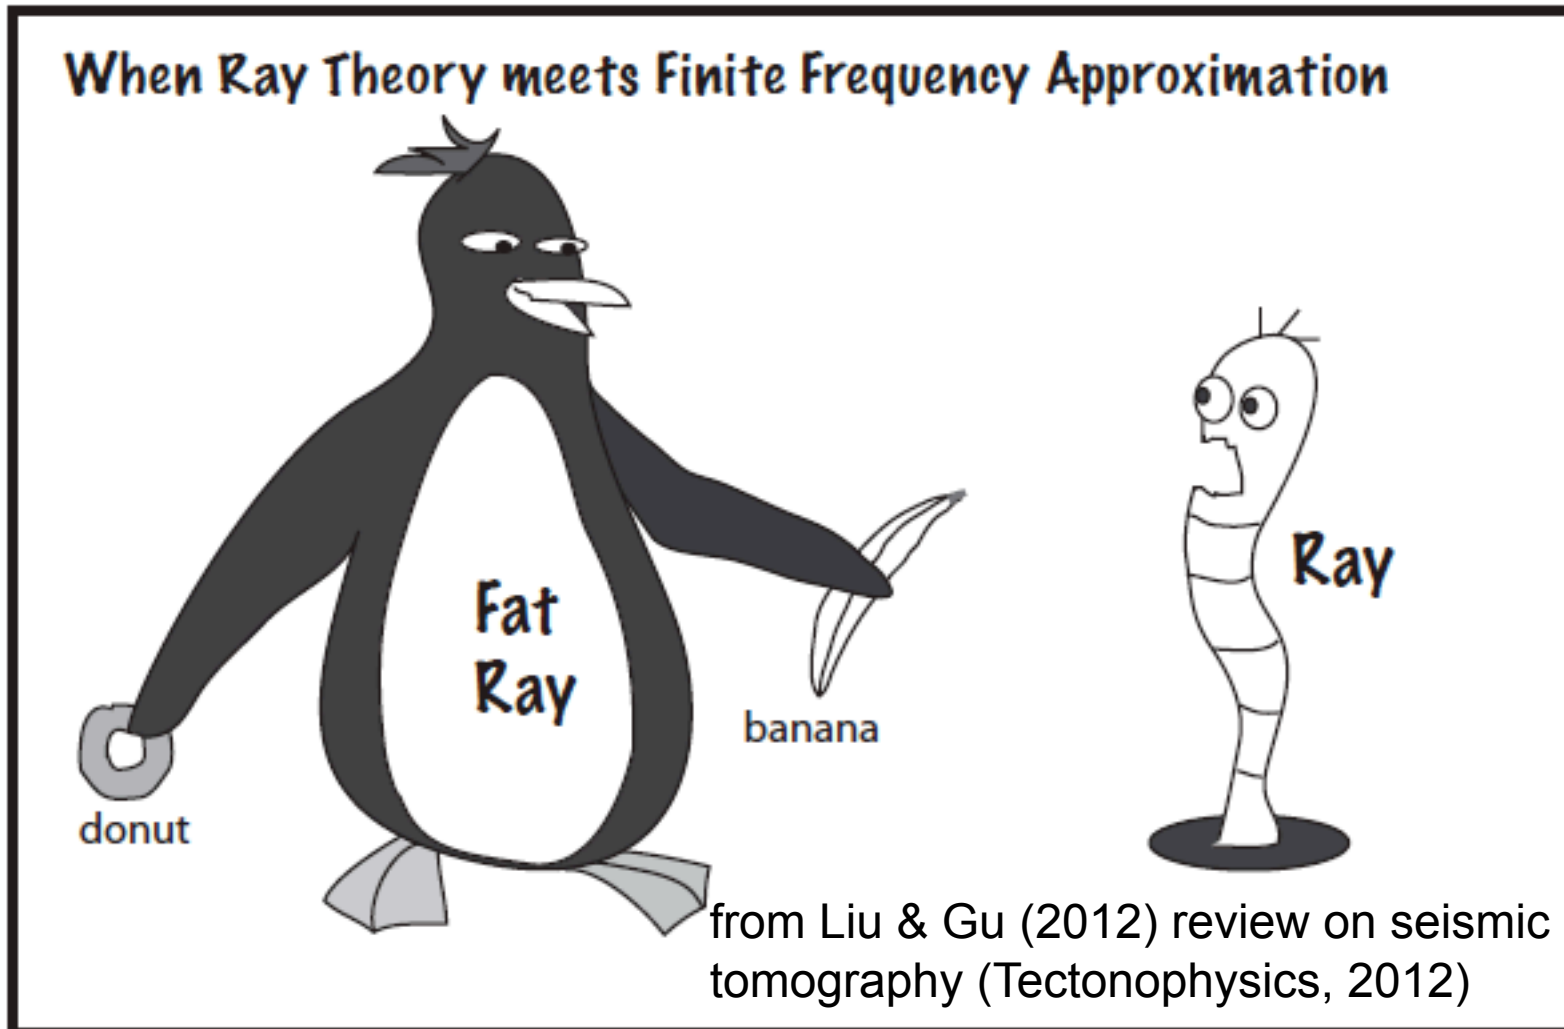 When Ray Theory meets Finite Frequency Approximation
Fat
Ray
Ray
banana
donut
from Liu & Gu (2012) review on seismic
tomography (Tectonophysics, 2012)